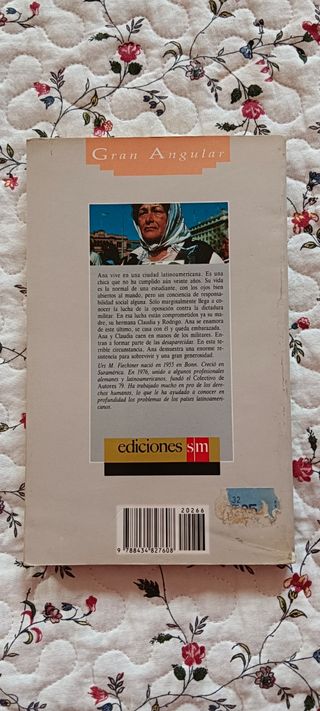 Gran Angular
Ana vive en una ciudad latinoamericana. Es una
chica que no ha cumplido aún veinte años. Su vida
es la normal de una estudiante, con los ojos bien
abiertos al mundo, pero sin conciencia de responsa-
bilidad social alguna. Sólo marginalmente llega a co-
nocer la lucha de la oposición contra la dictadura
militar. En esa lucha están comprometidos ya su ma-
dre, su hermana Claudia y Rodrigo. Ana se enamora
de este último, se casa con él y queda embarazada.
Ana y Claudia caen en manos de los militares. En-
tran a formar parte de las desaparecidas. En esta te-
rrible circunstancia, Ana demuestra una enorme re-
sistencia para sobrevivir y una gran generosidad.
Urs M. Fiechtner nació en 1955 en Bonn. Creció en
Suramérica. En 1976, unido a algunos profesionales
alemanes y latinoamericanos, fundó el Colectivo de
Autores 79. Ha trabajado mucho en pro de los dere-
chos humanos, lo que le ha ayudado a conocer en
profundidad los problemas de los países latinoameri-
canos.
ediciones sm
20266
9 788434 827608
32